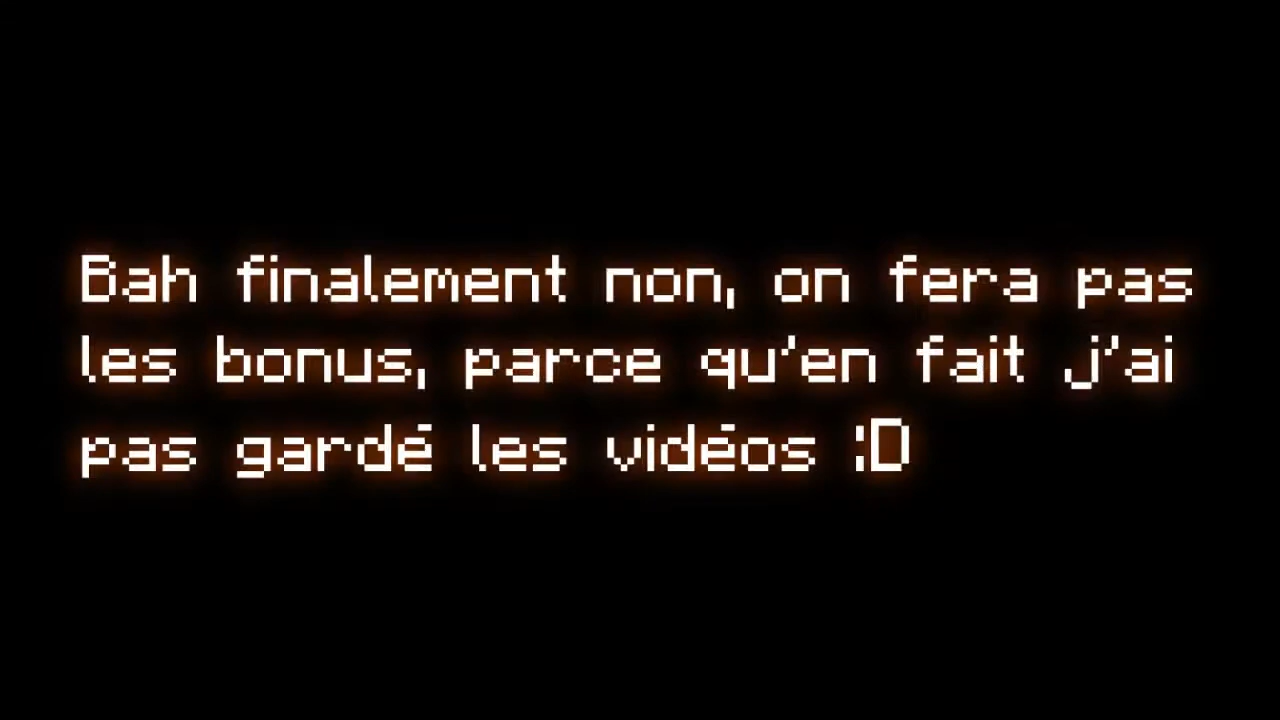 Bah finalement non, on fera pas
les bonus, parce qu'en fait j'ai
pas gardé les vidéos :D